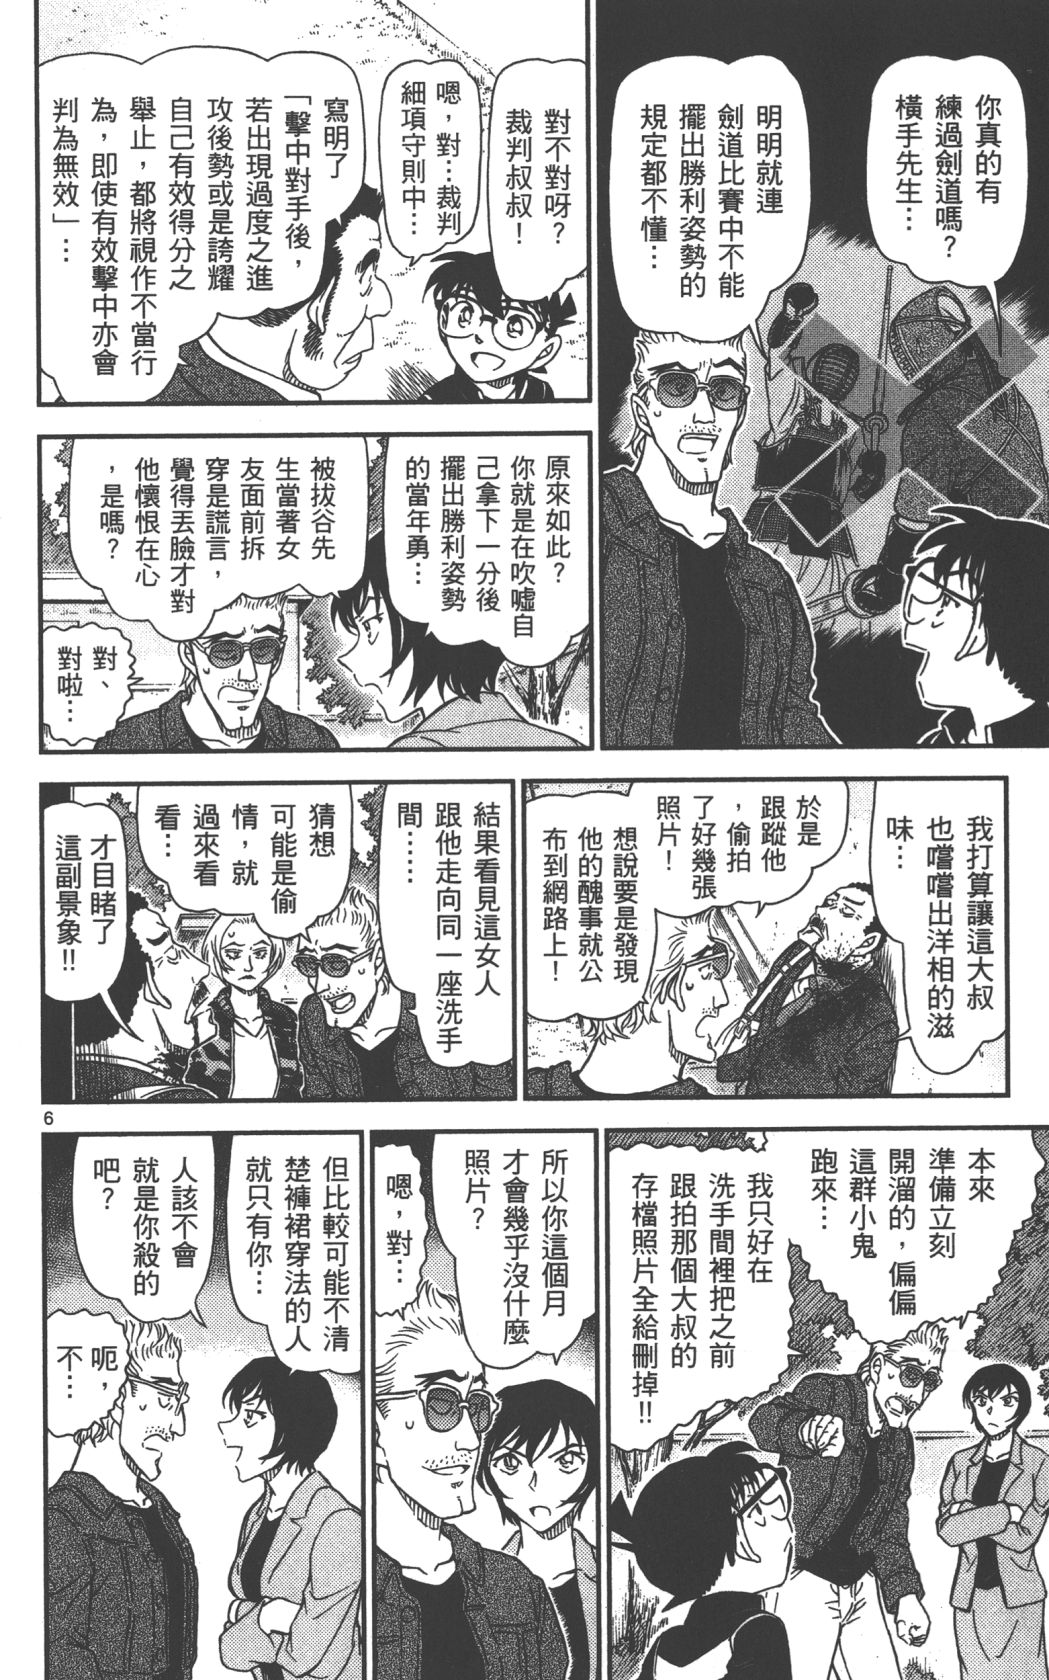 你真的有
練過劍道嗎?
橫手先生…
明明就連
劍道比賽中不能
擺出勝利姿勢的
規定都不懂…
對不對呀?
裁判叔叔!
嗯,對…裁判
細項守則中…
寫明了
「擊中對手後,
若出現過度之進
攻後勢或是誇耀
自己有效得分之
舉止,都將視作不當行
為,即使有效擊中亦會
判為無效」…
原來如此?
你就是在吹噓自
己拿下一分後
擺出勝利姿勢
的當年勇…
被拔谷先
生當著女
友面前拆
穿是謊言,
覺得丟臉才對
他懷恨在心
,是嗎?
對、
對啦…
我打算讓這大叔
也嚐嚐出洋相的滋
味…
於是
跟蹤他
,偷拍
了好幾張
照片!
想說要是發現
他的醜事就公
布到網路上!
結果看見這女人
跟他走向同一座洗手
間……
猜想
可能是偷
情,就
過來看
看…
才目睹了
這副景象!!
6
本來
準備立刻
開溜的,偏偏
這群小鬼
跑來…
我只好在
洗手間裡把之前
跟拍那個大叔的
存檔照片全給刪掉!!
所以你這個月
才會幾乎沒什麼
照片?
嗯,對…
但比較可能不清
楚褲裙穿法的人
就只有你…
人該不會
就是你殺的
吧?
呃,
不…